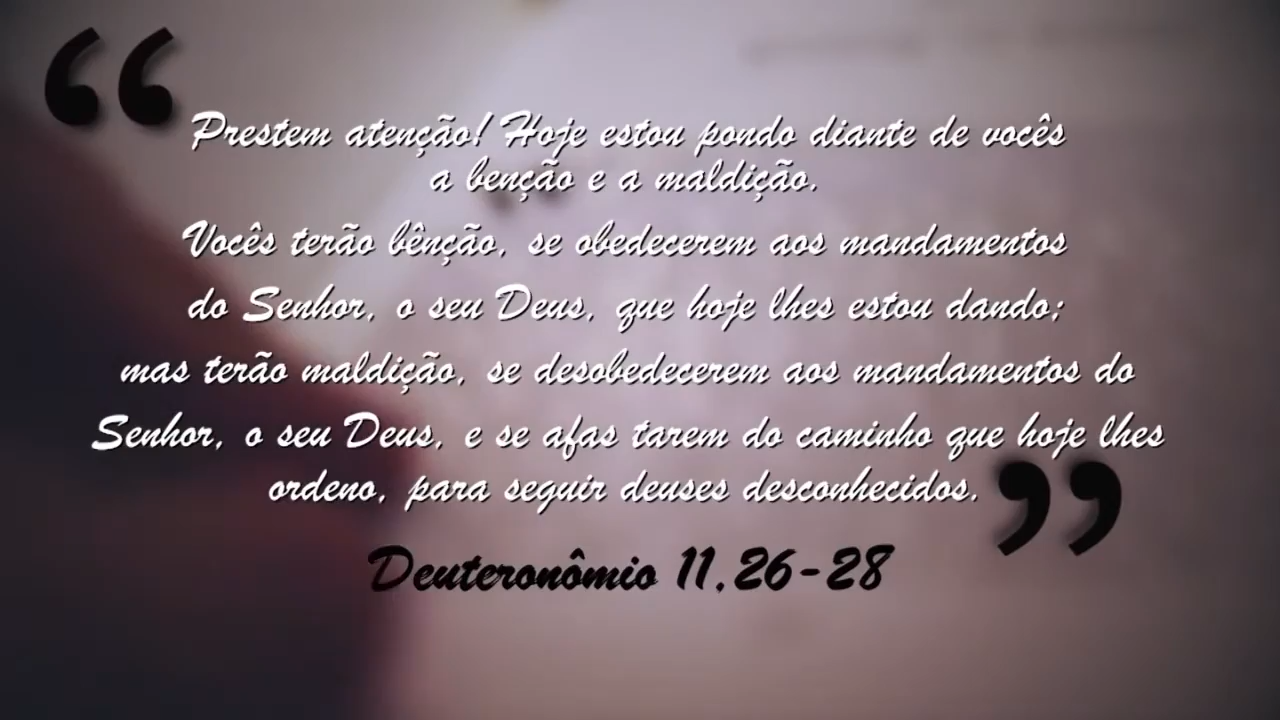 “
Prestem atenção! Hoje estou pondo diante de vocês
a benção e a maldição.
Vocês terão bênção, se obedecerem aos mandamentos
do Senhor, o seu Deus, que hoje lhes estou dando;
mas terão maldição, se desobedecerem aos mandamentos do
Senhor, o seu Deus, e se afas tarem do caminho que hoje lhes
ordeno, para seguir deuses desconhecidos.
”
Deuteronômio 11.26-28